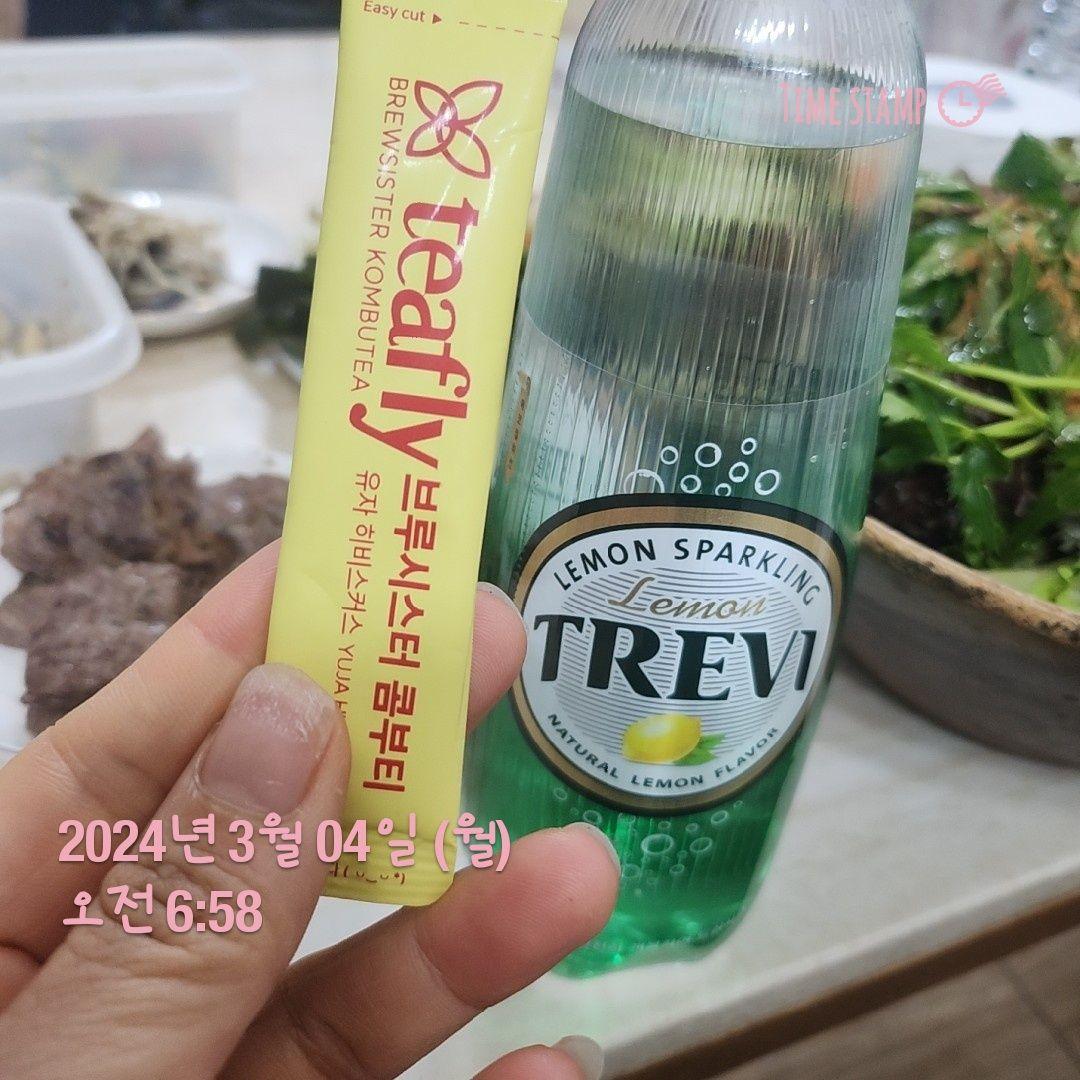 Easy cut ▶
teafly 브루시스터 콤부티
BREWSISTER KOMBUTEA
유자 히비스커스 YUJA
TIME STAMP
LEMON SPARKLING
Lemon
TREVI
NATURAL LEMON FLAVOR
2024년 3월 04일 (월)
오전 6:58